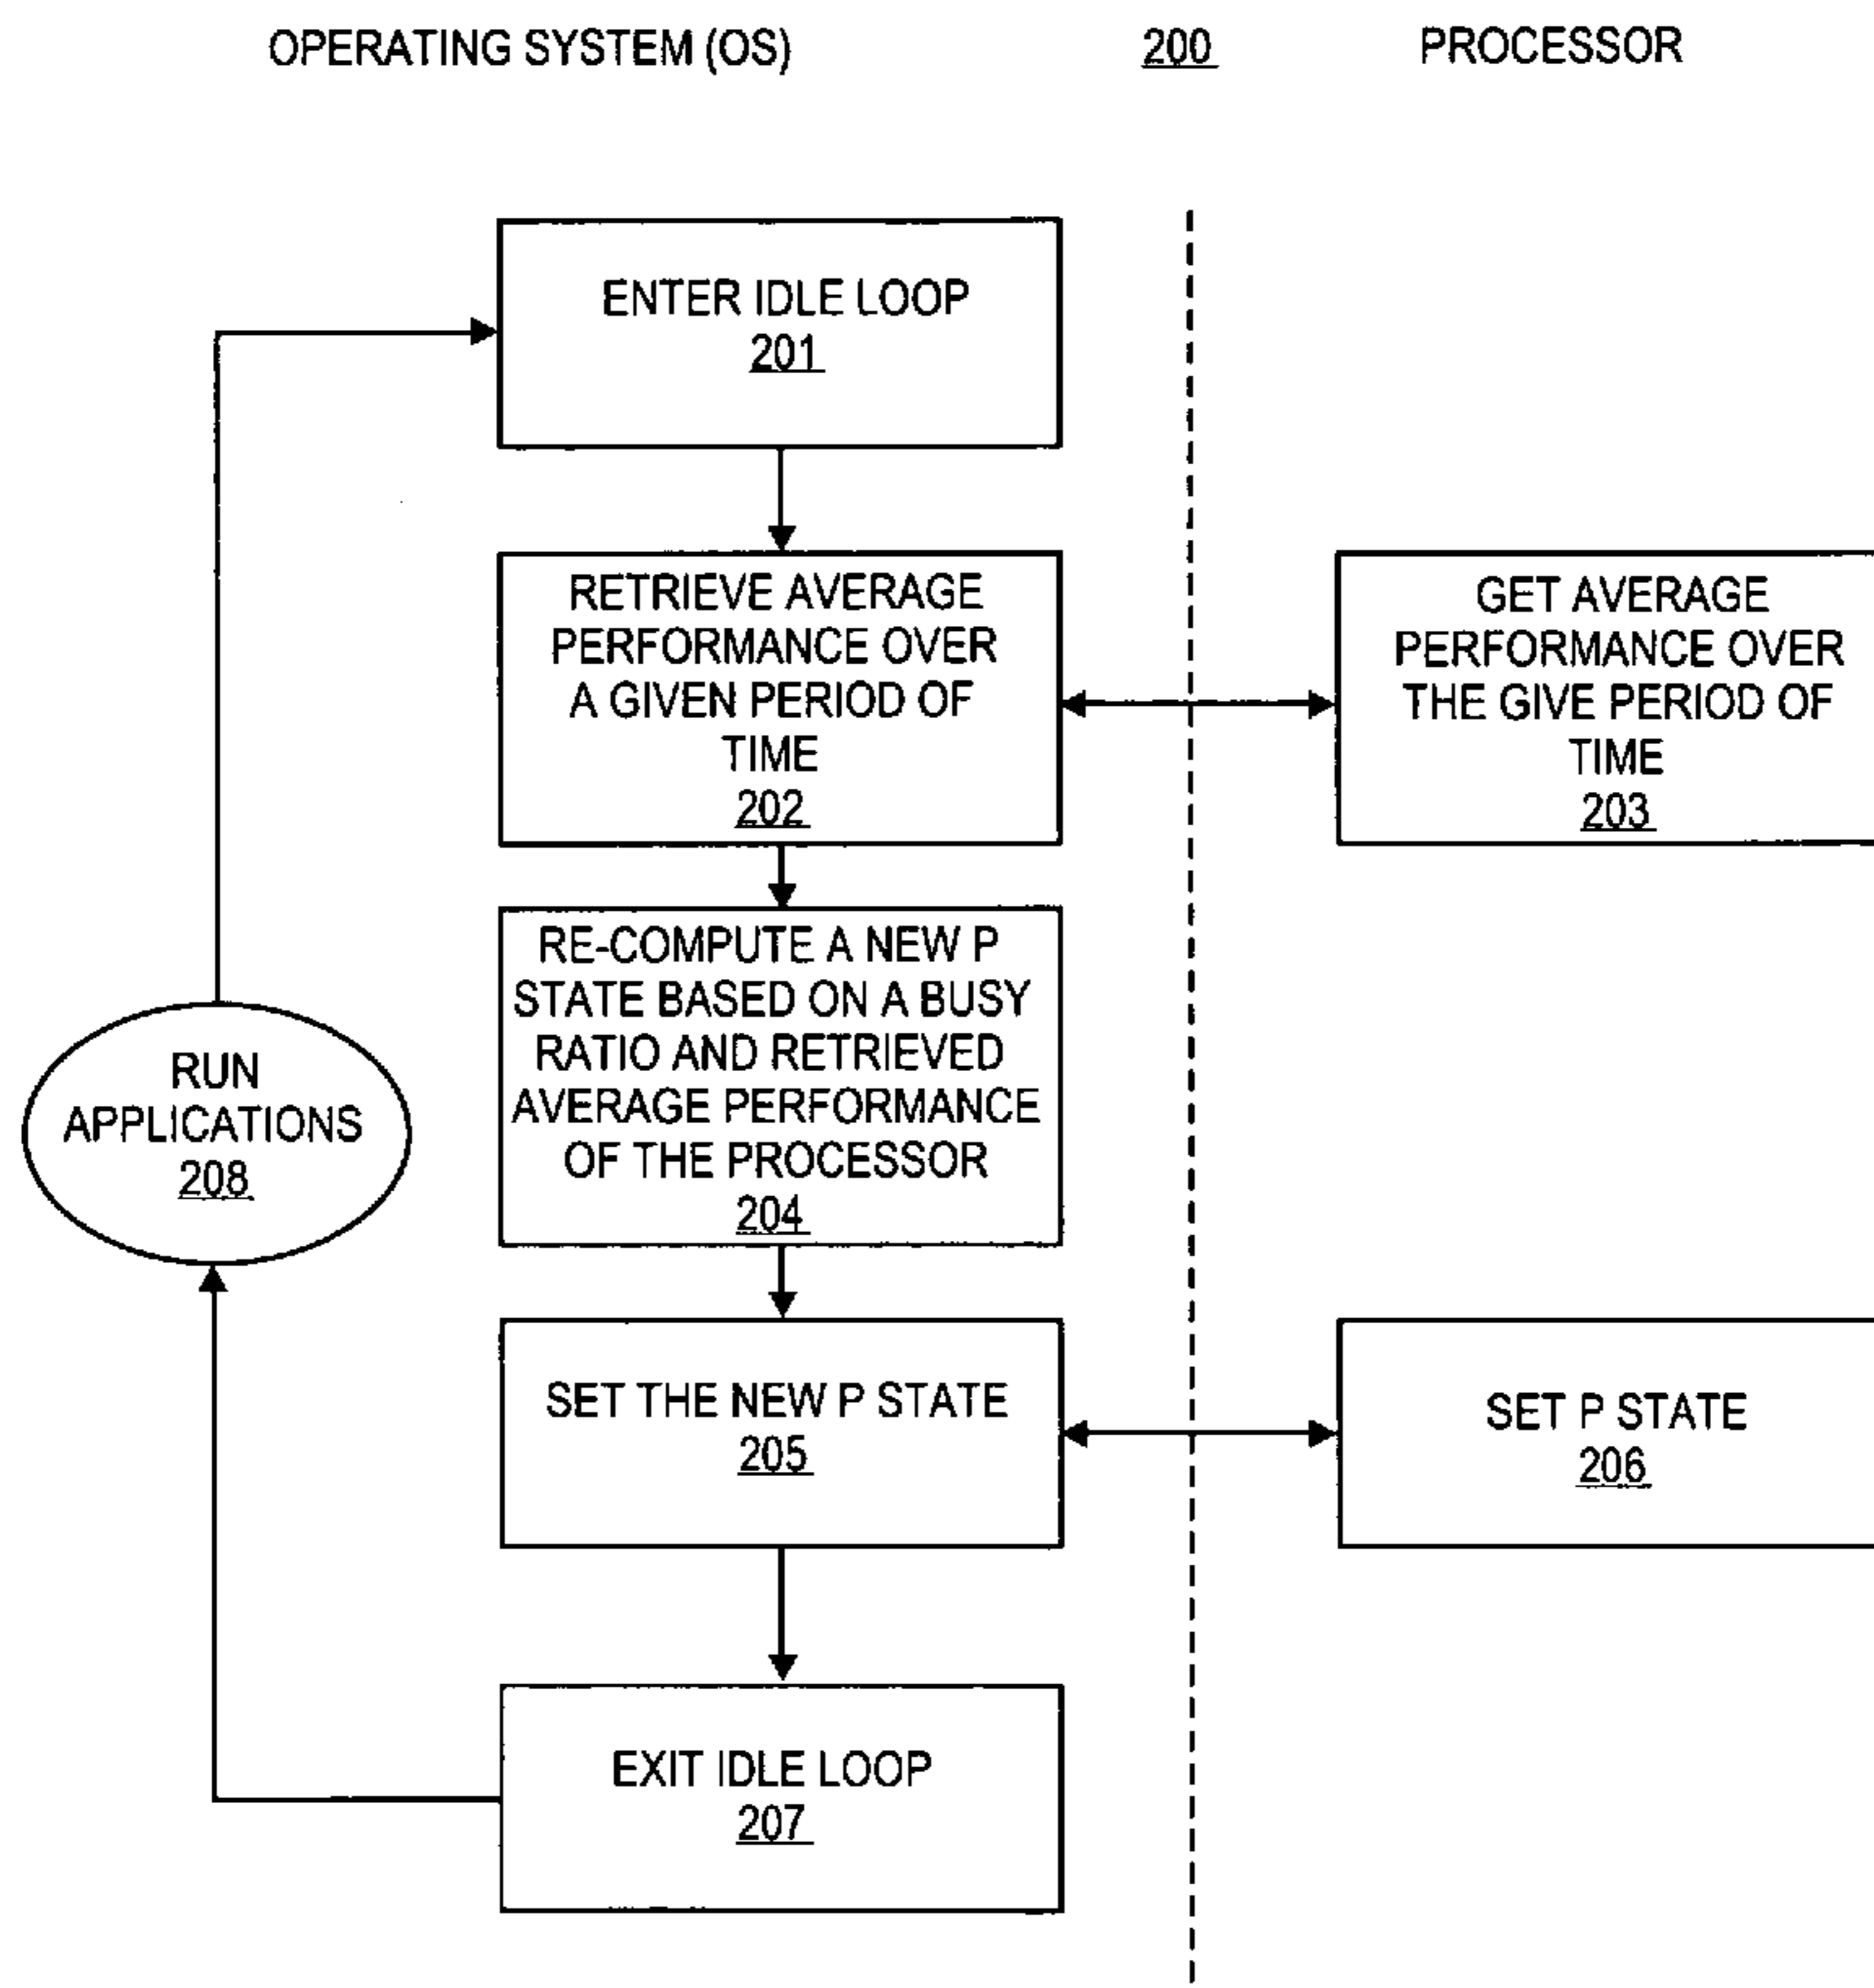 OPERATING SYSTEM (OS)
200
PROCESSOR
ENTER IDLE LOOP
201
RETRIEVE AVERAGE
PERFORMANCE OVER
A GIVEN PERIOD OF
TIME
202
GET AVERAGE
PERFORMANCE OVER
THE GIVE PERIOD OF
TIME
203
RE-COMPUTE A NEW P
STATE BASED ON A BUSY
RATIO AND RETRIEVED
AVERAGE PERFORMANCE
OF THE PROCESSOR
204
RUN
APPLICATIONS
208
SET THE NEW P STATE
205
SET P STATE
206
EXIT IDLE LOOP
207